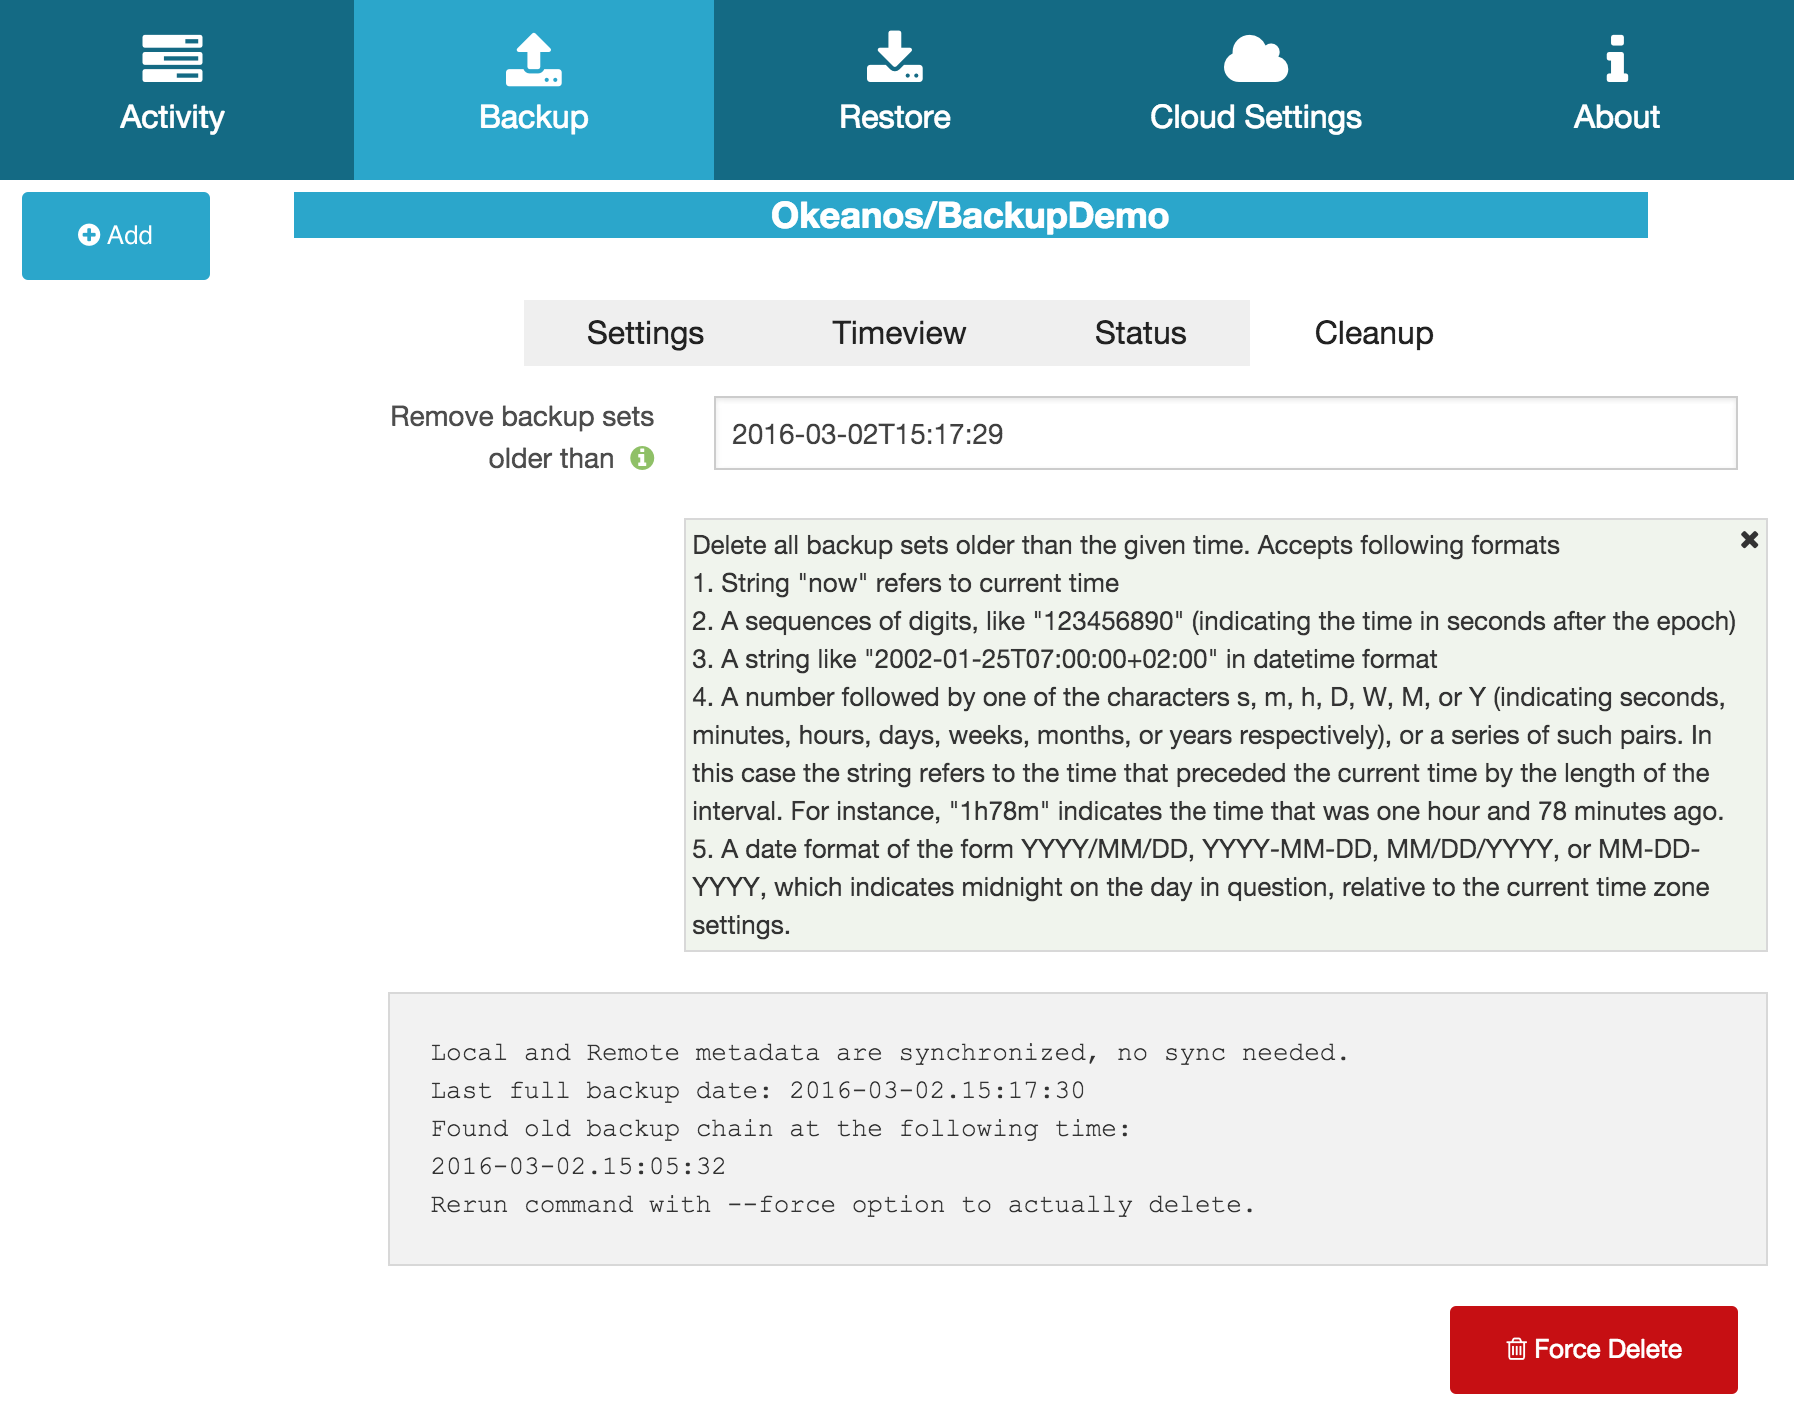 Activity
Backup
Restore
Cloud Settings
About
Add
Okeanos/BackupDemo
Settings
Timeview
Status
Cleanup
Remove backup sets
older than
2016-03-02T15:17:29
Delete all backup sets older than the given time. Accepts following formats
1. String "now" refers to current time
2. A sequences of digits, like "123456890" (indicating the time in seconds after the epoch)
3. A string like "2002-01-25T07:00:00+02:00" in datetime format
4. A number followed by one of the characters s, m, h, D, W, M, or Y (indicating seconds,
minutes, hours, days, weeks, months, or years respectively), or a series of such pairs. In
this case the string refers to the time that preceded the current time by the length of the
interval. For instance, "1h78m" indicates the time that was one hour and 78 minutes ago.
5. A date format of the form YYYY/MM/DD, YYYY-MM-DD, MM/DD/YYYY, or MM-DD-
YYYY, which indicates midnight on the day in question, relative to the current time zone
settings.
Local and Remote metadata are synchronized, no sync needed.
Last full backup date: 2016-03-02.15:17:30
Found old backup chain at the following time:
2016-03-02.15:05:32
Rerun command with --force option to actually delete.
Force Delete